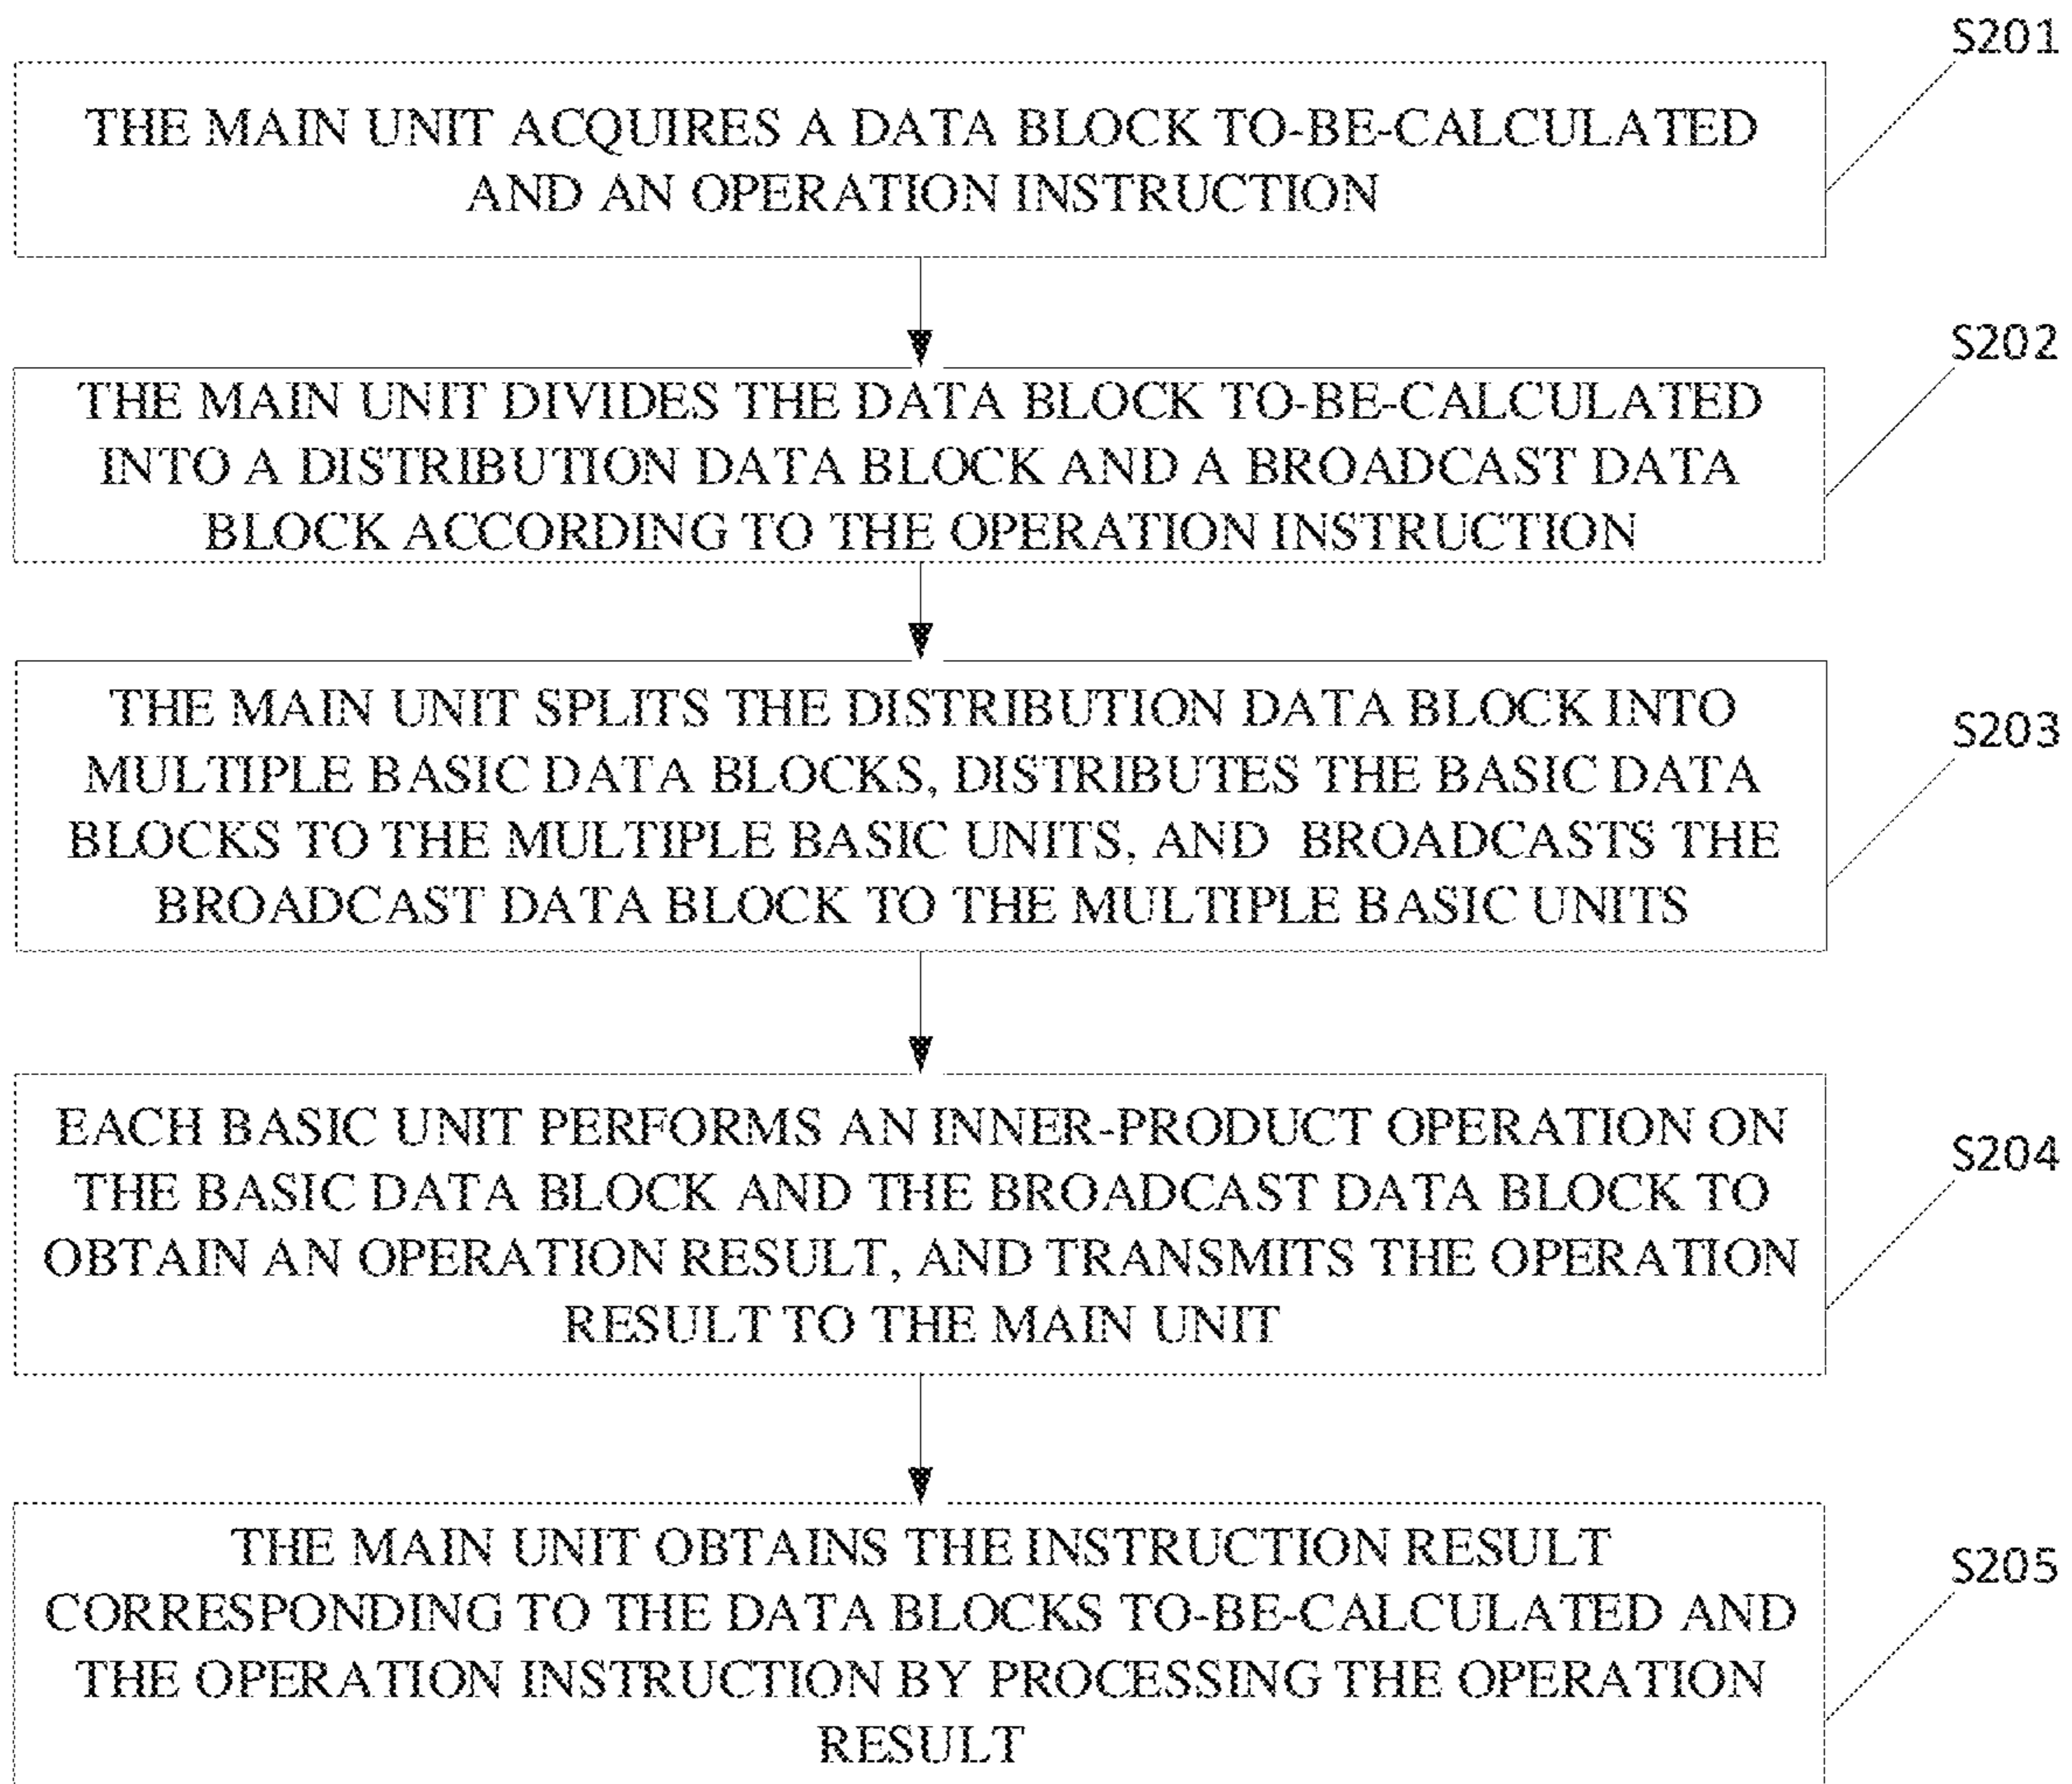 S201
THE MAIN UNIT ACQUIRES A DATA BLOCK TO-BE-CALCULATED
AND AN OPERATION INSTRUCTION
S202
THE MAIN UNIT DIVIDES THE DATA BLOCK TO-BE-CALCULATED
INTO A DISTRIBUTION DATA BLOCK AND A BROADCAST DATA
BLOCK ACCORDING TO THE OPERATION INSTRUCTION
S203
THE MAIN UNIT SPLITS THE DISTRIBUTION DATA BLOCK INTO
MULTIPLE BASIC DATA BLOCKS, DISTRIBUTES THE BASIC DATA
BLOCKS TO THE MULTIPLE BASIC UNITS, AND BROADCASTS THE
BROADCAST DATA BLOCK TO THE MULTIPLE BASIC UNITS
S204
EACH BASIC UNIT PERFORMS AN INNER-PRODUCT OPERATION ON
THE BASIC DATA BLOCK AND THE BROADCAST DATA BLOCK TO
OBTAIN AN OPERATION RESULT, AND TRANSMITS THE OPERATION
RESULT TO THE MAIN UNIT
S205
THE MAIN UNIT OBTAINS THE INSTRUCTION RESULT
CORRESPONDING TO THE DATA BLOCKS TO-BE-CALCULATED AND
THE OPERATION INSTRUCTION BY PROCESSING THE OPERATION
RESULT